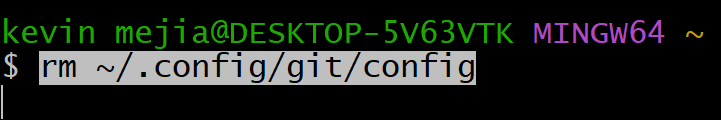 kevin mejia@DESKTOP-5V63VTK MINGW64 ~
$ rm ~/.config/git/config